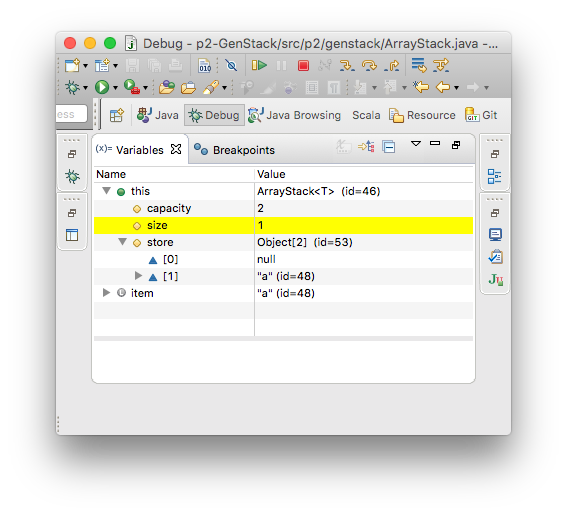 Debug - p2-GenStack/src/p2/genstack/ArrayStack.java -...
010
ess Java Debug Java Browsing Scala Resource GIT Git
(x)= Variables Breakpoints
Name Value
this ArrayStack<T> (id=46)
capacity 2
size 1
store Object[2] (id=53)
[0] null
[1] "a" (id=48)
item "a" (id=48)